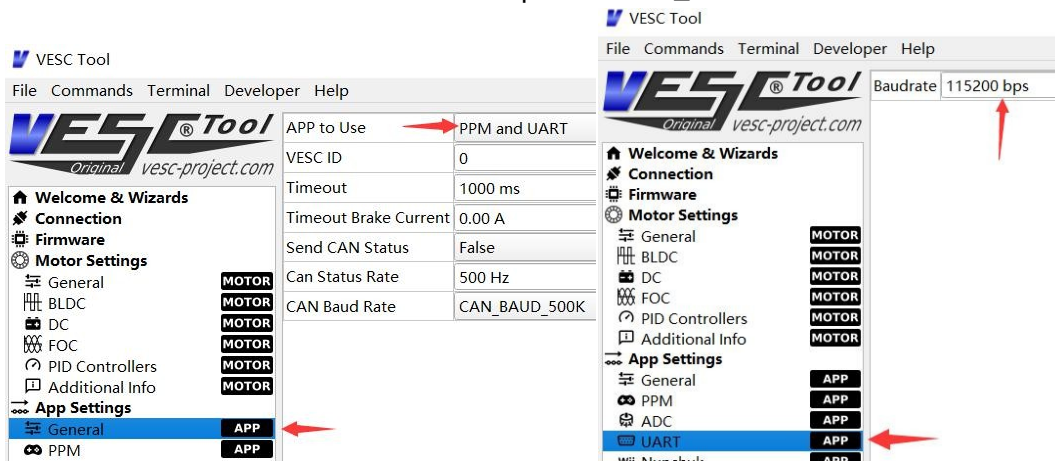 VESC Tool
File Commands Terminal Developer Help
VESC® Tool
Original vesc-project.com
Welcome & Wizards
Connection
Firmware
Motor Settings
General MOTOR
BLDC MOTOR
DC MOTOR
FOC MOTOR
PID Controllers MOTOR
Additional Info MOTOR
App Settings
General APP
PPM APP
APP to Use PPM and UART
VESC ID 0
Timeout 1000 ms
Timeout Brake Current 0.00 A
Send CAN Status False
Can Status Rate 500 Hz
CAN Baud Rate CAN_BAUD_500K
VESC Tool
File Commands Terminal Developer Help
VESC® Tool
Original vesc-project.com
Baudrate 115200 bps
Welcome & Wizards
Connection
Firmware
Motor Settings
General MOTOR
BLDC MOTOR
DC MOTOR
FOC MOTOR
PID Controllers MOTOR
Additional Info MOTOR
App Settings
General APP
PPM APP
ADC APP
UART APP